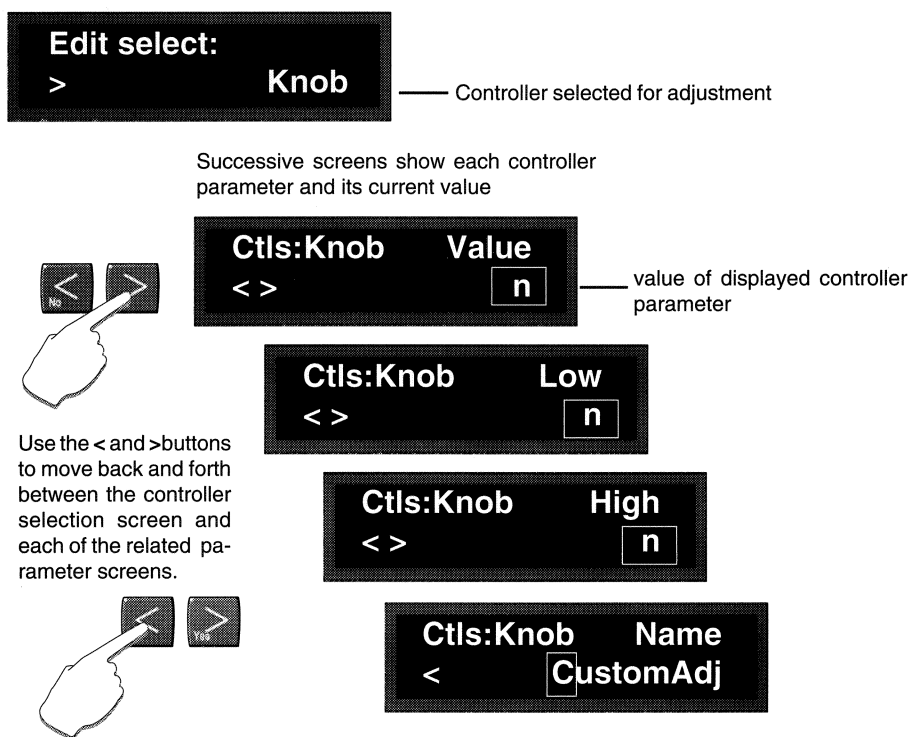 Edit select:
> Knob
Controller selected for adjustment
Successive screens show each controller
parameter and its current value
Ctls:Knob Value
< > n
value of displayed controller
parameter
< >
No
Ctls:Knob Low
< > n
Use the < and >buttons
to move back and forth
between the controller
selection screen and
each of the related pa-
rameter screens.
Ctls:Knob High
< > n
< >
Yes
Ctls:Knob Name
< CustomAdj